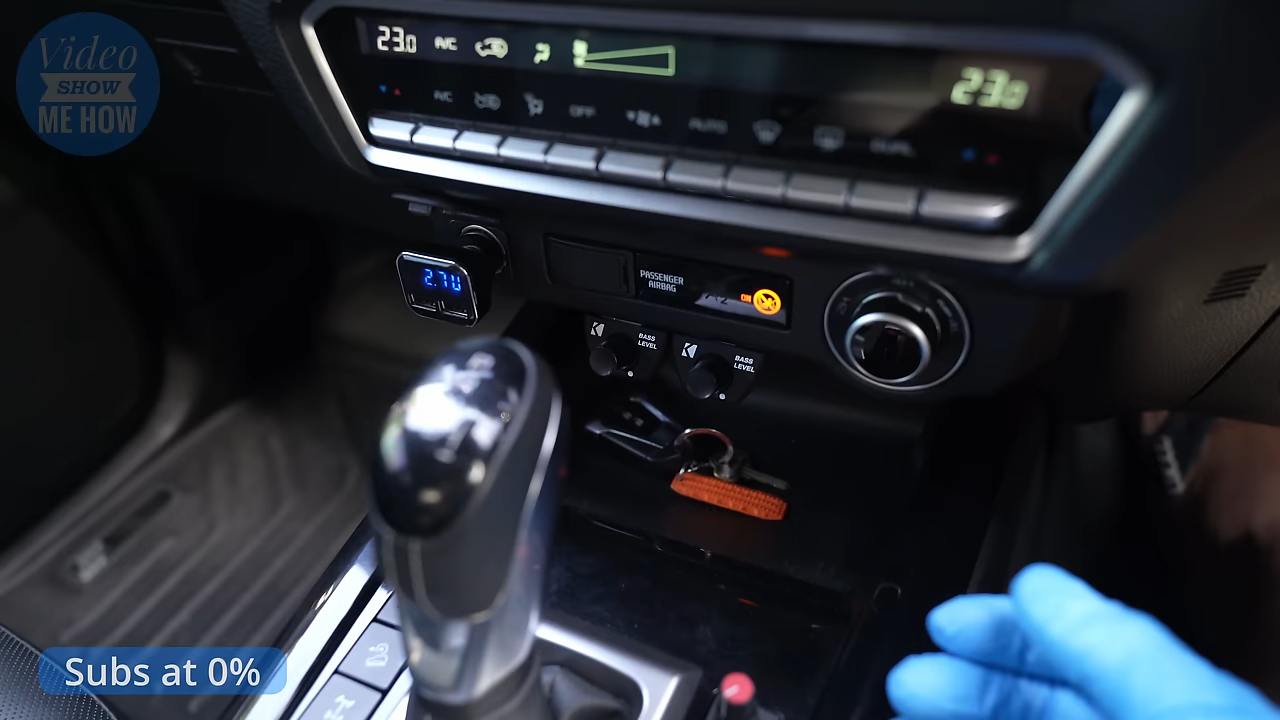 Video
SHOW
ME HOW
23.0
A/C
23.0
A/C
OFF
AUTO
DUAL
2.7U
PASSENGER
AIRBAG
BASS
LEVEL
BASS
LEVEL
Subs at 0%